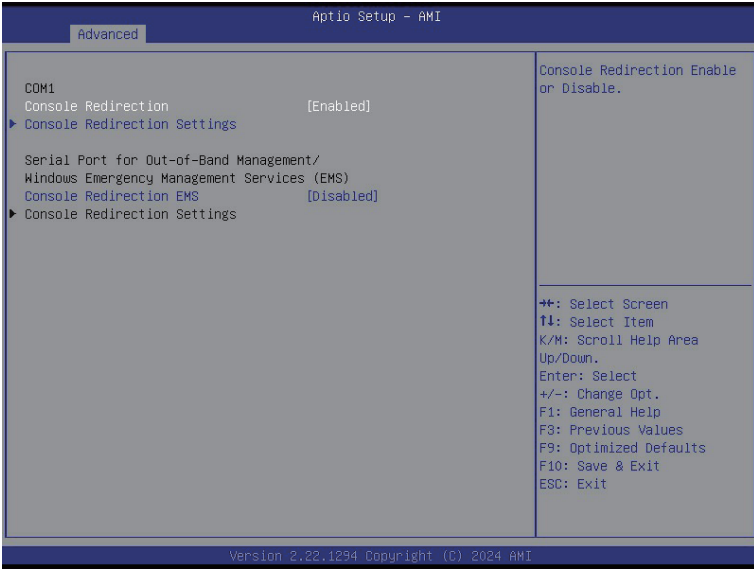 Aptio Setup – AMI
Advanced
COM1
Console Redirection [Enabled]
▶ Console Redirection Settings
Serial Port for Out-of-Band Management/
Windows Emergency Management Services (EMS)
Console Redirection EMS [Disabled]
▶ Console Redirection Settings
Console Redirection Enable
or Disable.
→←: Select Screen
↑↓: Select Item
K/M: Scroll Help Area
Up/Down.
Enter: Select
+/-: Change Opt.
F1: General Help
F3: Previous Values
F9: Optimized Defaults
F10: Save & Exit
ESC: Exit
Version 2.22.1294 Copyright (C) 2024 AMI